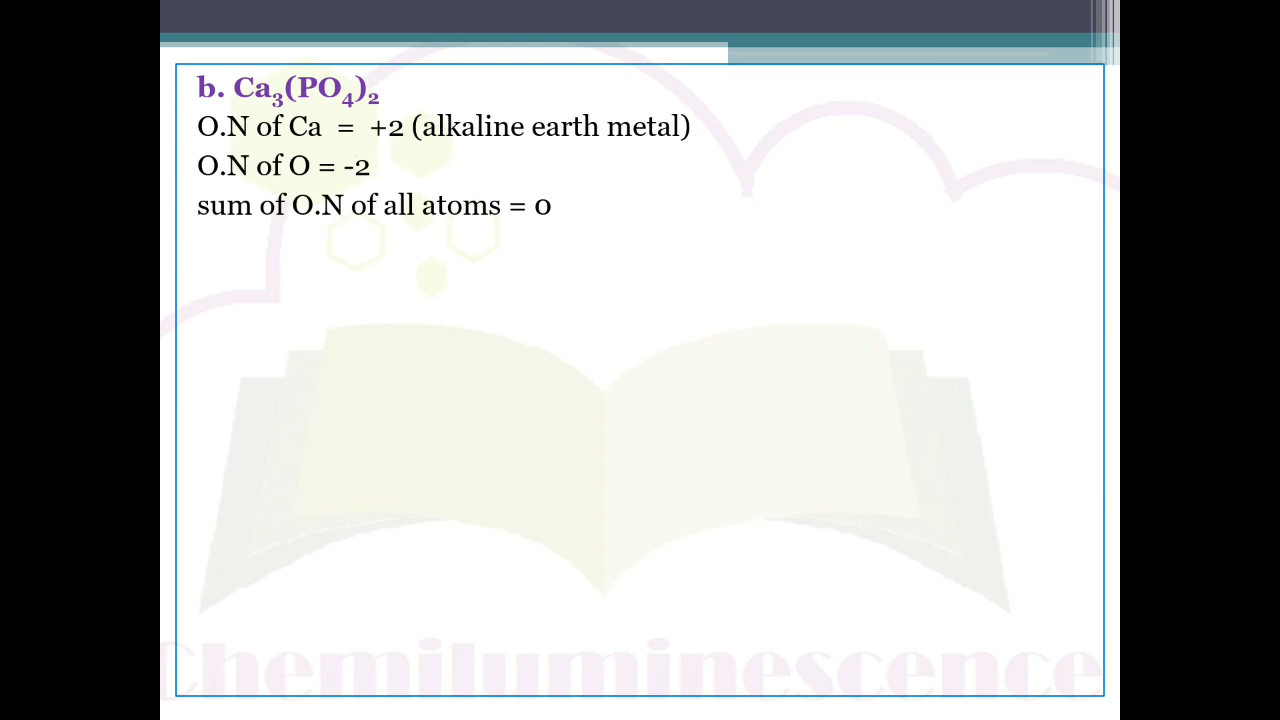 b. Ca₃(PO₄)₂
O.N of Ca = +2 (alkaline earth metal)
O.N of O = -2
sum of O.N of all atoms = 0
Chemiluminescence